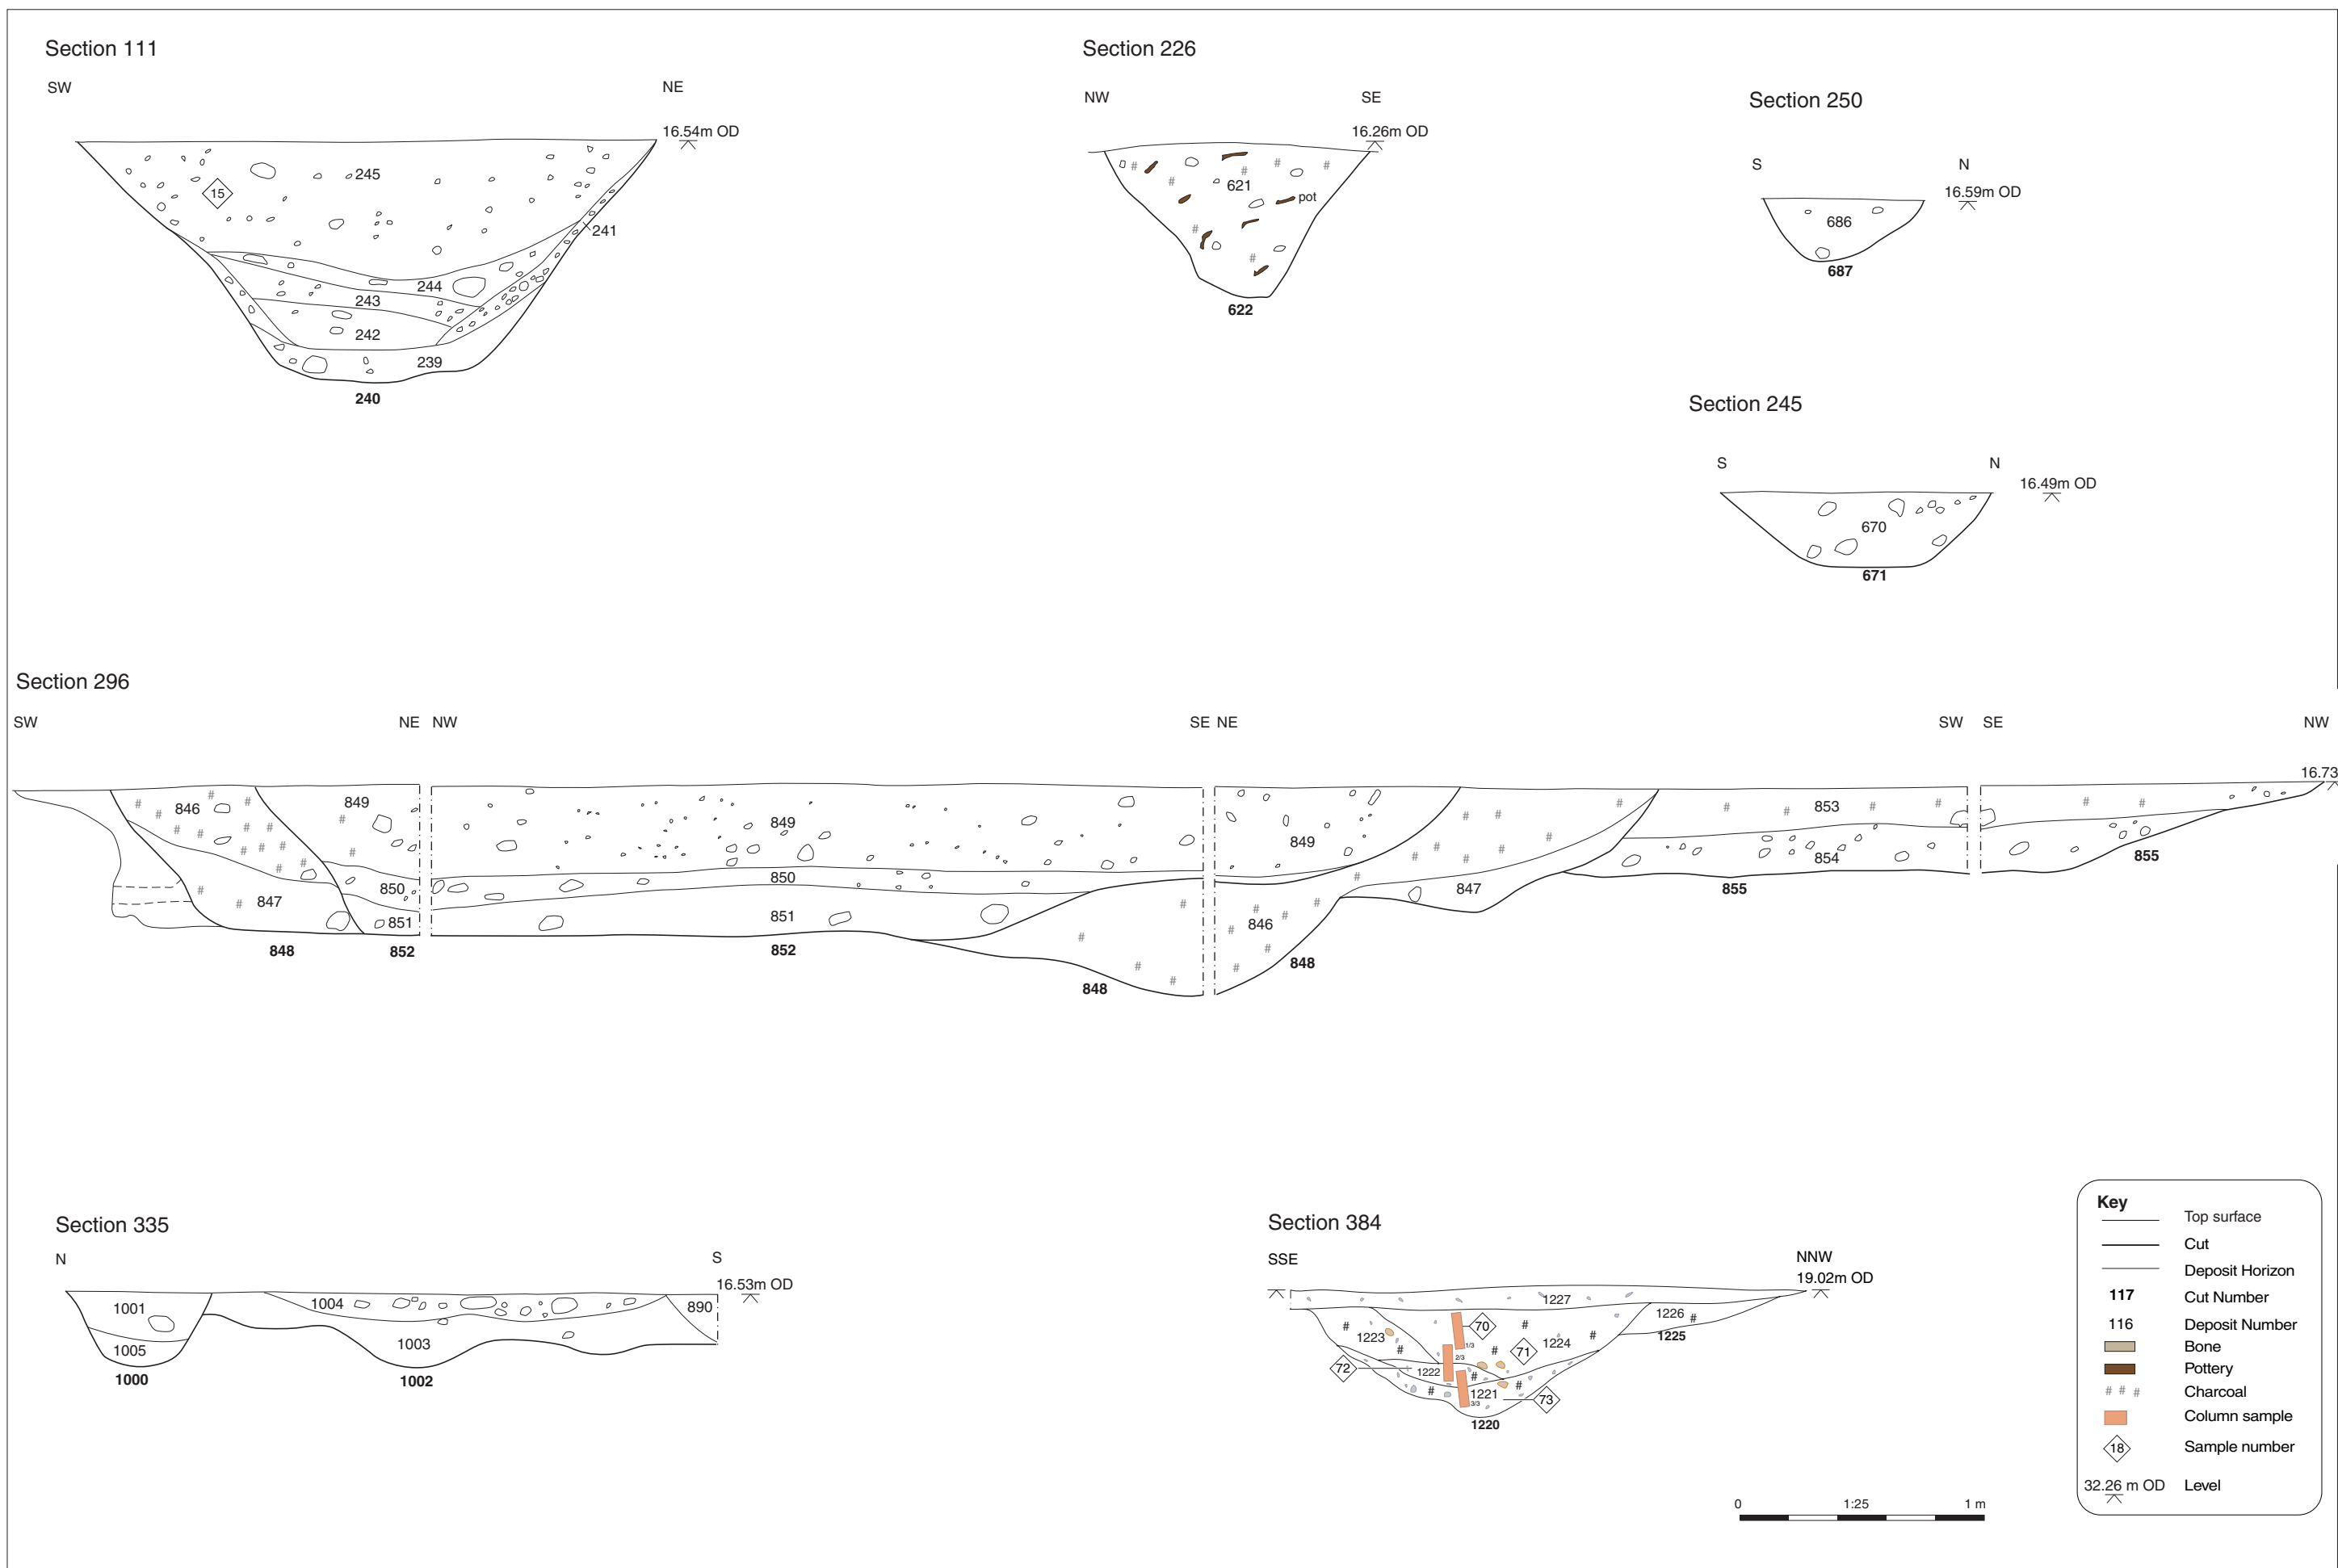 Section 111
SW NE
16.54m OD
245
15
241
244
243
242
239
240
Section 226
NW SE
16.26m OD
621
pot
622
Section 250
S N
16.59m OD
686
687
Section 245
S N
16.49m OD
670
671
Section 296
SW NE NW SE NE SW SE NW
16.73
846 849 849 849 853
850 850 854
847 851 851 846 847
848 852 852 848 848 855 855
Section 335
N S
16.53m OD
1001 1004 890
1005 1003
1000 1002
Section 384
SSE NNW
19.02m OD
1227
1226
1225
70
1223 1224
1/3
71
2/3
72 1222
1221 73
3/3
1220
Key
Top surface
Cut
Deposit Horizon
117 Cut Number
116 Deposit Number
Bone
Pottery
# # # Charcoal
Column sample
18 Sample number
32.26 m OD Level
0 1:25 1 m